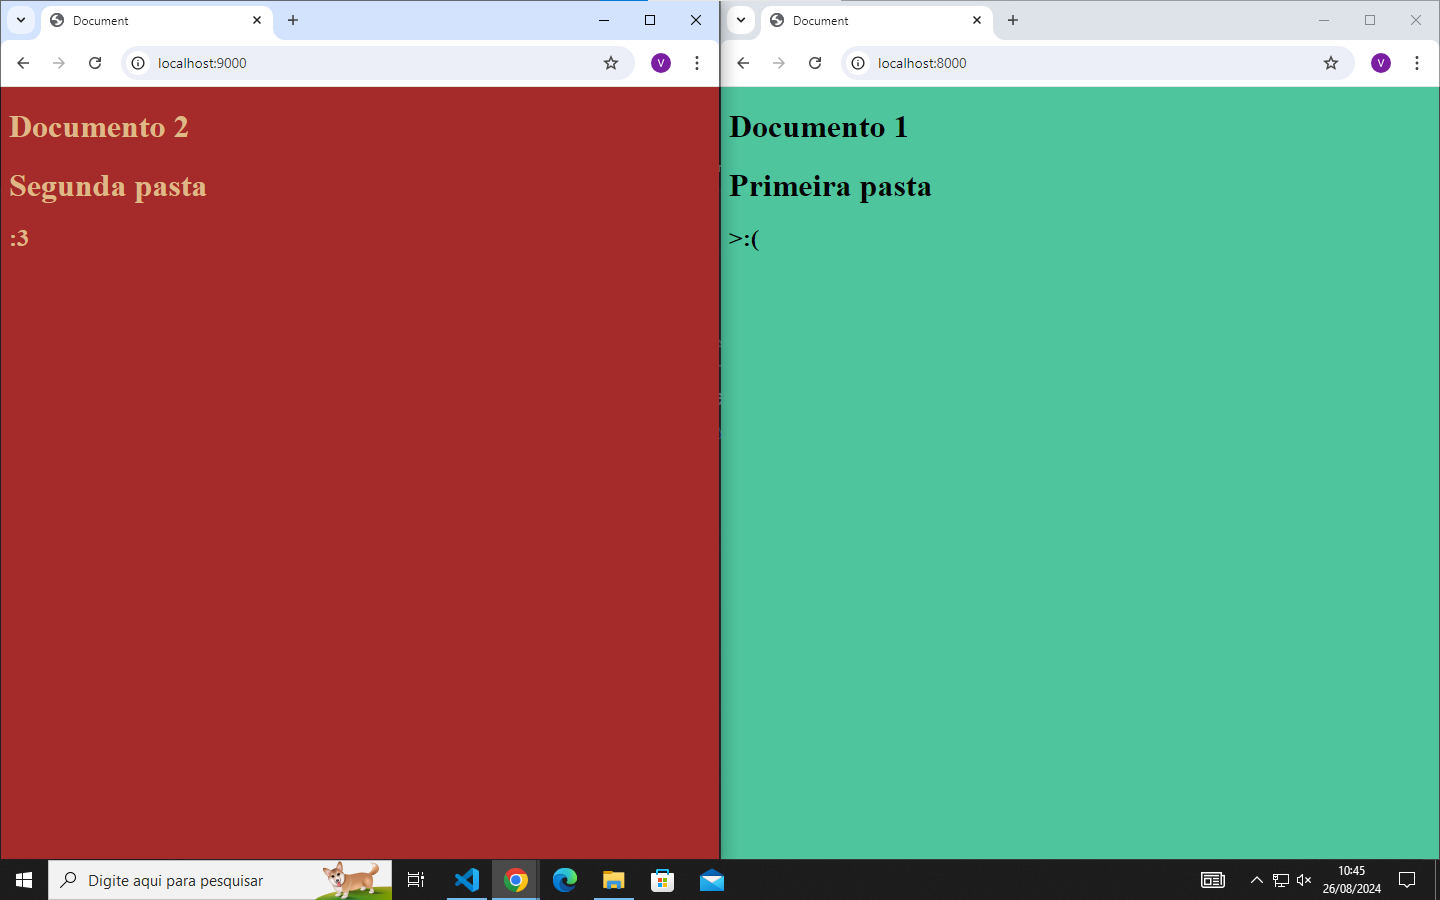 Document
localhost:9000
V
Documento 2
Segunda pasta
:3
Document
localhost:8000
V
Documento 1
Primeira pasta
>:(
Digite aqui para pesquisar
10:45
26/08/2024